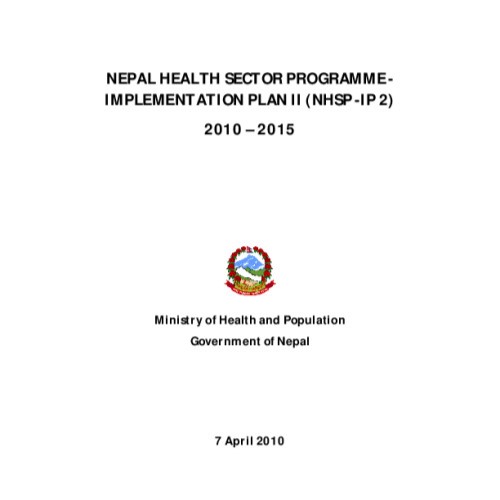 NEPAL HEALTH SECTOR PROGRAMME-
IMPLEMENTATION PLAN II (NHSP-IP 2)
2010 – 2015
Ministry of Health and Population
Government of Nepal
7 April 2010